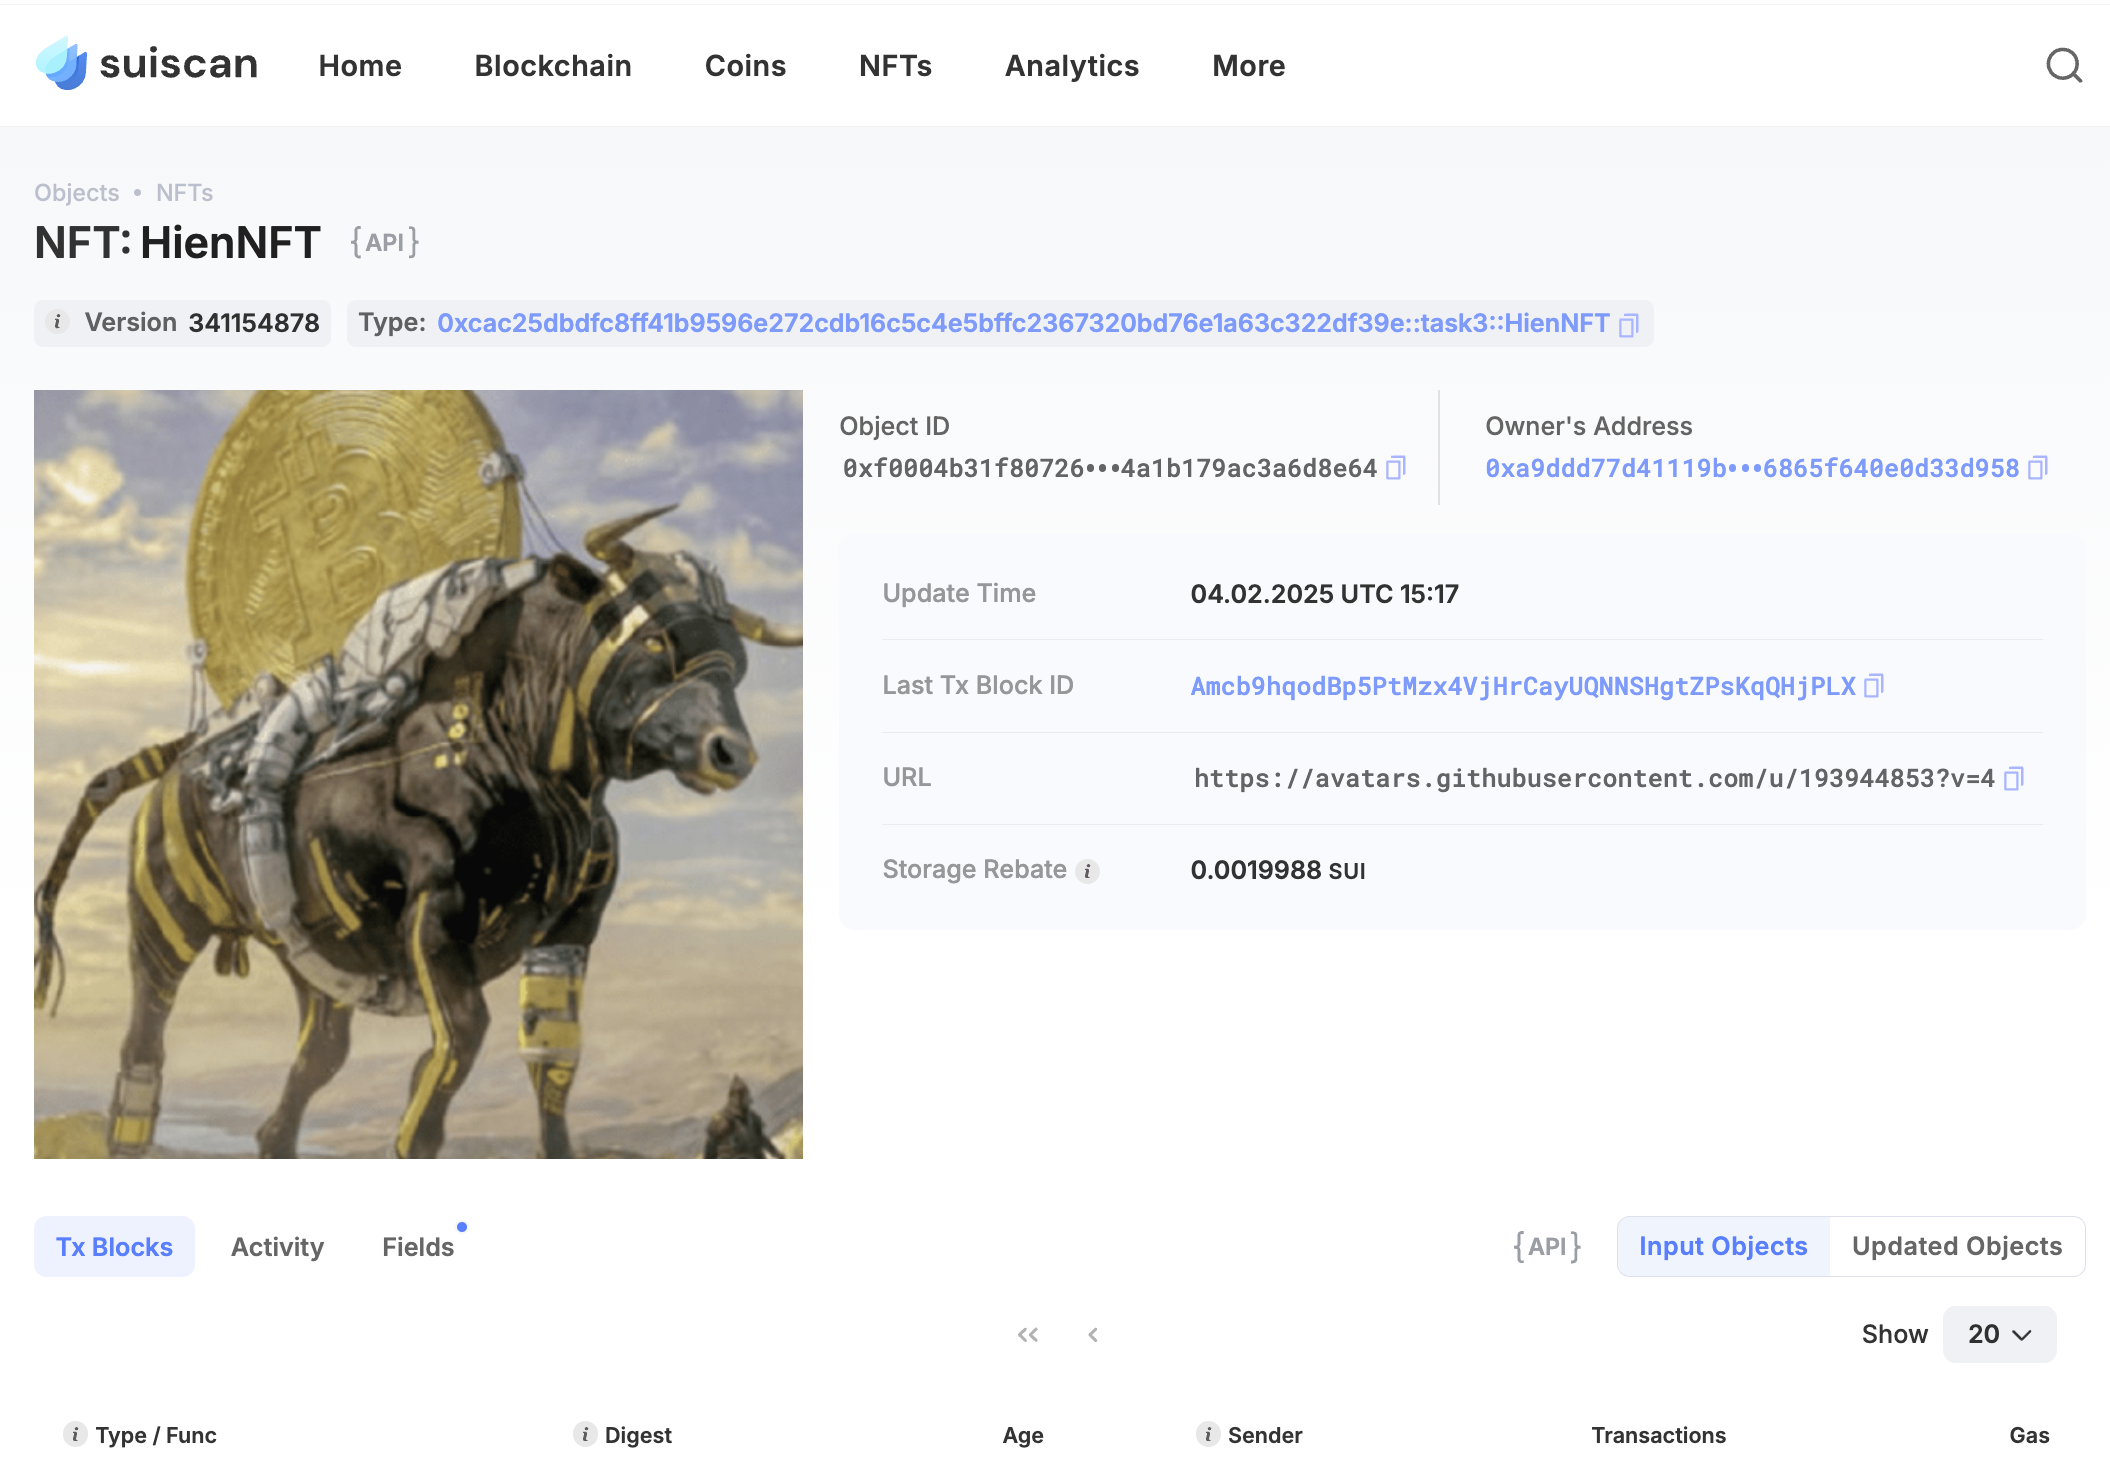 suiscan Home Blockchain Coins NFTs Analytics More
Objects • NFTs
NFT: HienNFT {API}
i Version 341154878 Type: 0xcac25dbdfc8ff41b9596e272cdb16c5c4e5bffc2367320bd76e1a63c322df39e::task3::HienNFT
Object ID
0xf0004b31f80726•••4a1b179ac3a6d8e64
Owner's Address
0xa9ddd77d41119b•••6865f640e0d33d958
Update Time 04.02.2025 UTC 15:17
Last Tx Block ID Amcb9hqodBp5PtMzx4VjHrCayUQNNSHgtZPsKqQHjPLX
URL https://avatars.githubusercontent.com/u/193944853?v=4
Storage Rebate i 0.0019988 SUI
Tx Blocks Activity Fields {API} Input Objects Updated Objects
Show 20
i Type / Func i Digest Age i Sender Transactions Gas